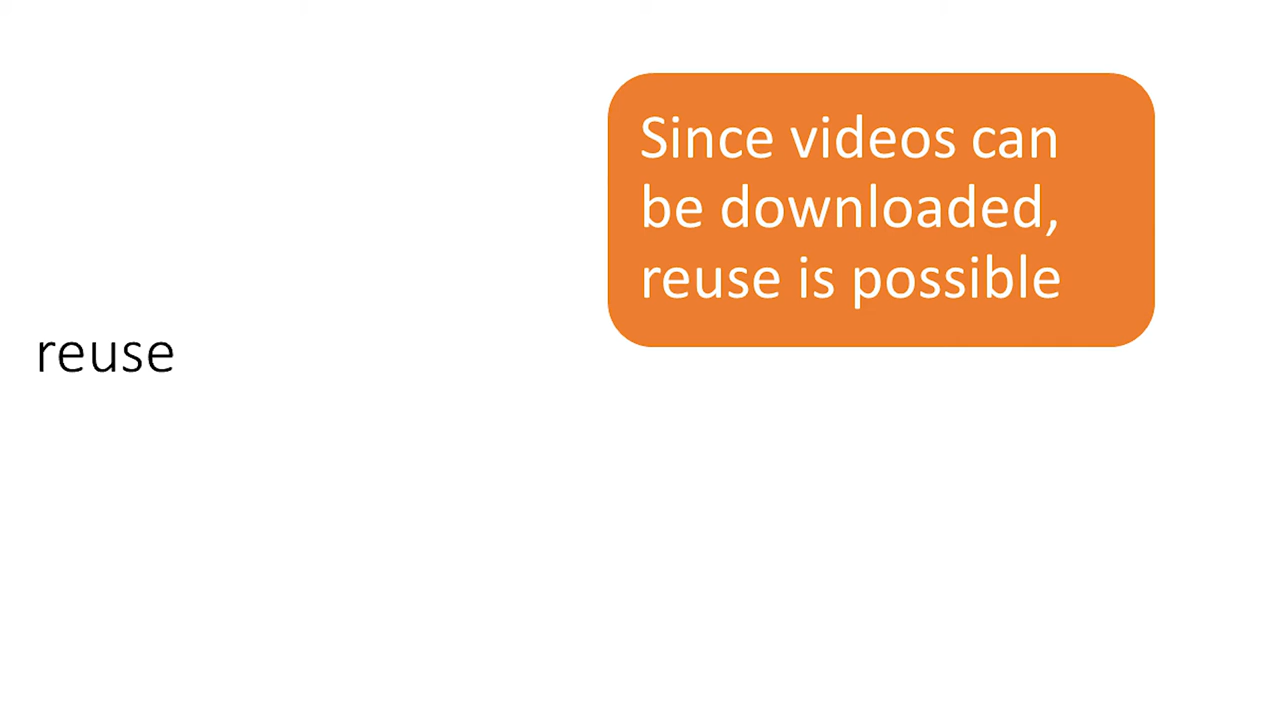 reuse
Since videos can
be downloaded,
reuse is possible